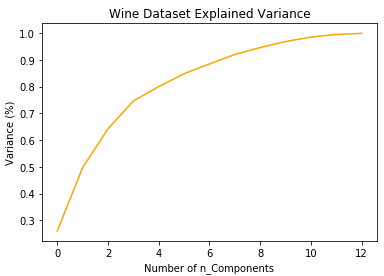 Wine Dataset Explained Variance
1.0
0.9
0.8
0.7
0.6
0.5
0.4
0.3
Variance (%)
0 2 4 6 8 10 12
Number of n_Components